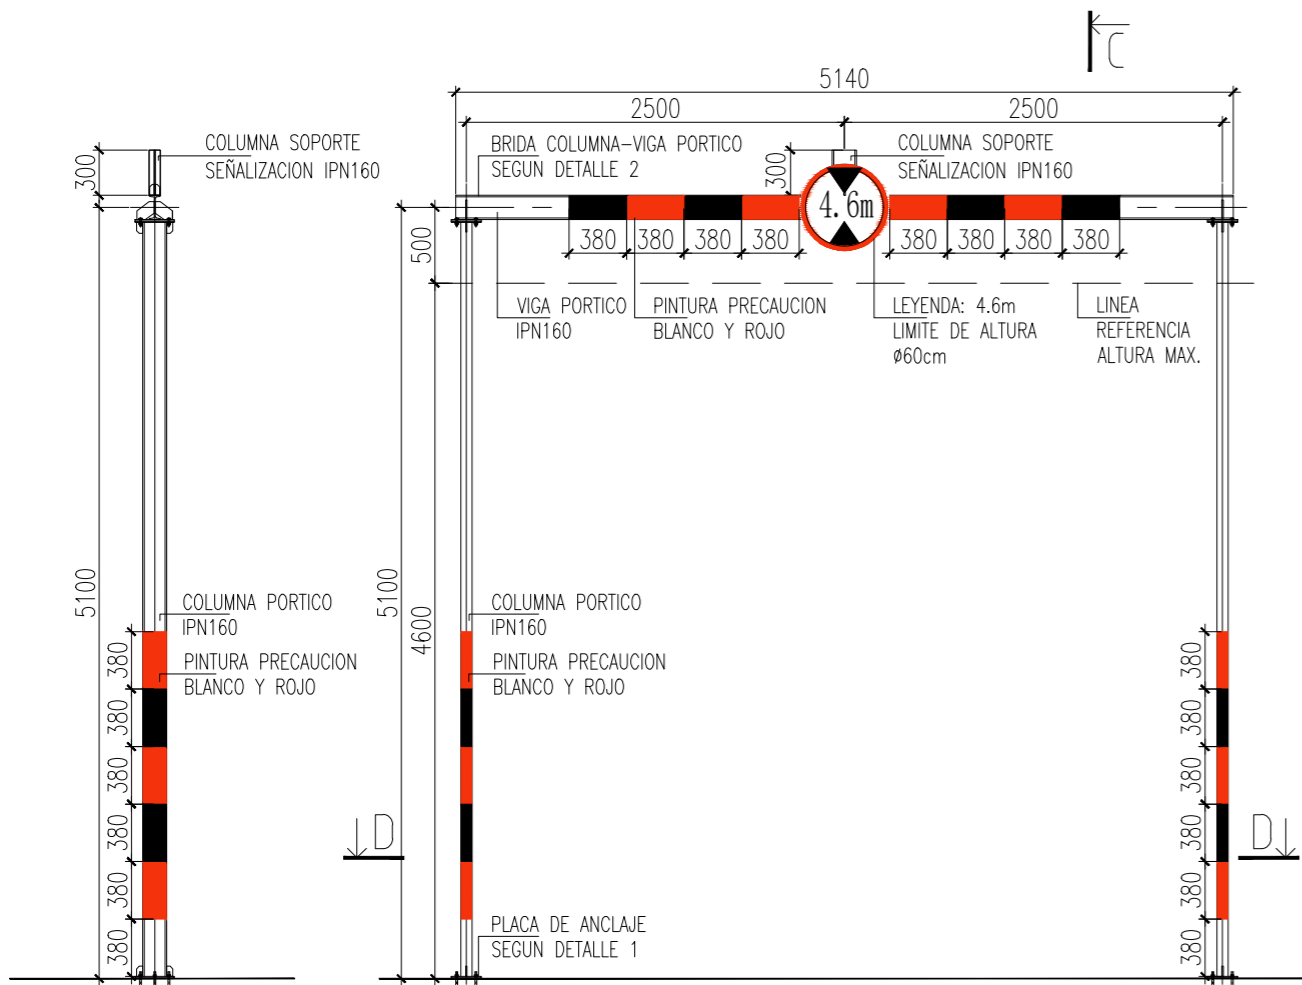 C
5140
2500
2500
COLUMNA SOPORTE
SEÑALIZACION IPN160
300
BRIDA COLUMNA-VIGA PORTICO
SEGUN DETALLE 2
300
COLUMNA SOPORTE
SEÑALIZACION IPN160
4.6m
500
380
380
380
380
380
380
380
380
VIGA PORTICO
IPN160
PINTURA PRECAUCION
BLANCO Y ROJO
LEYENDA: 4.6m
LIMITE DE ALTURA
ø60cm
LINEA
REFERENCIA
ALTURA MAX.
5100
5100
4600
COLUMNA PORTICO
IPN160
PINTURA PRECAUCION
BLANCO Y ROJO
COLUMNA PORTICO
IPN160
PINTURA PRECAUCION
BLANCO Y ROJO
380
380
380
380
380
380
380
380
380
380
380
380
D
D
PLACA DE ANCLAJE
SEGUN DETALLE 1